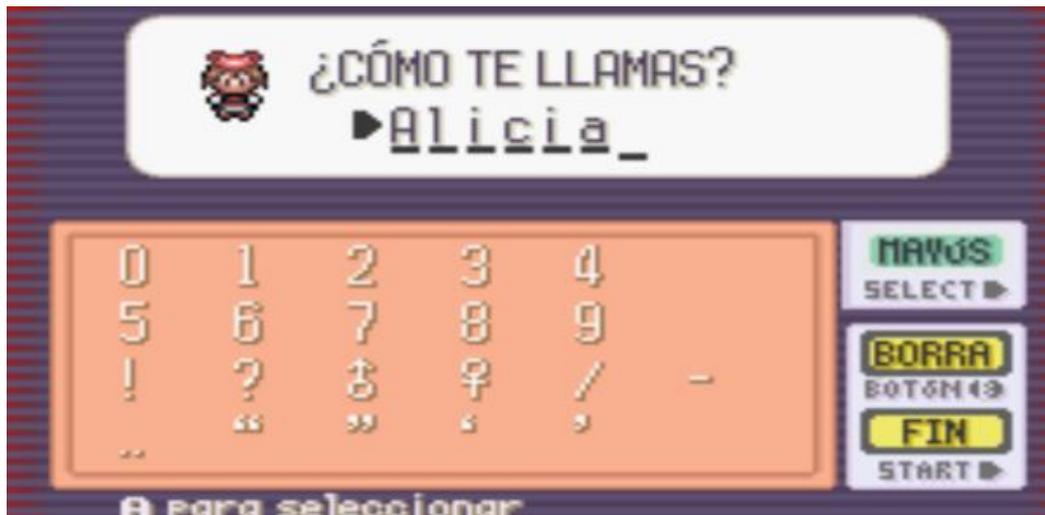 ¿CÓMO TE LLAMAS?
Alicia_
0 1 2 3 4
5 6 7 8 9
! ? ♂ ♀ / -
.. “ ” ‘ ’
MAYúS
SELECT
BORRA
BOTóN B
FIN
START
A para seleccionar